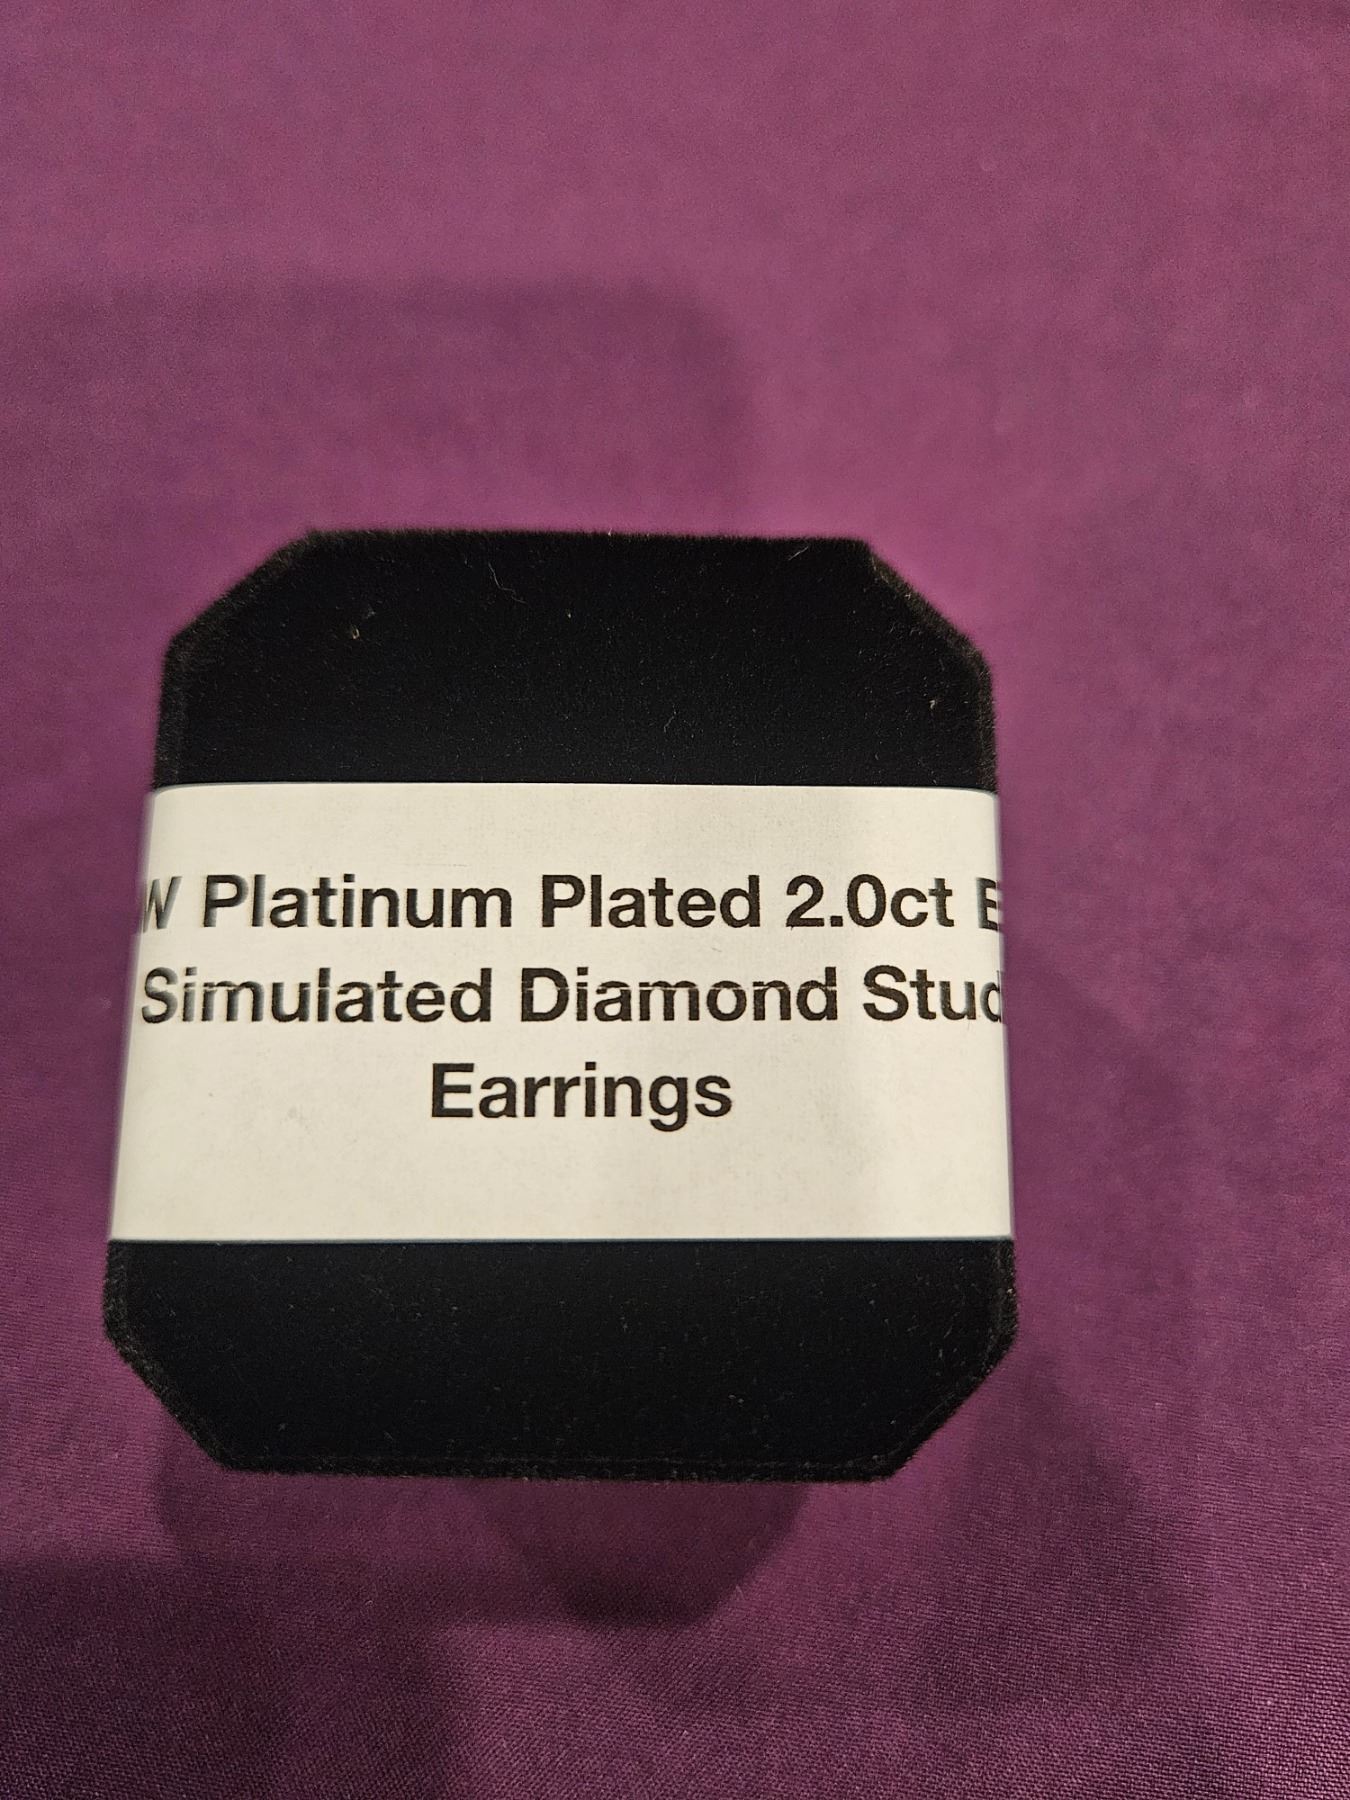 W Platinum Plated 2.0ct
Simulated Diamond Stud
Earrings